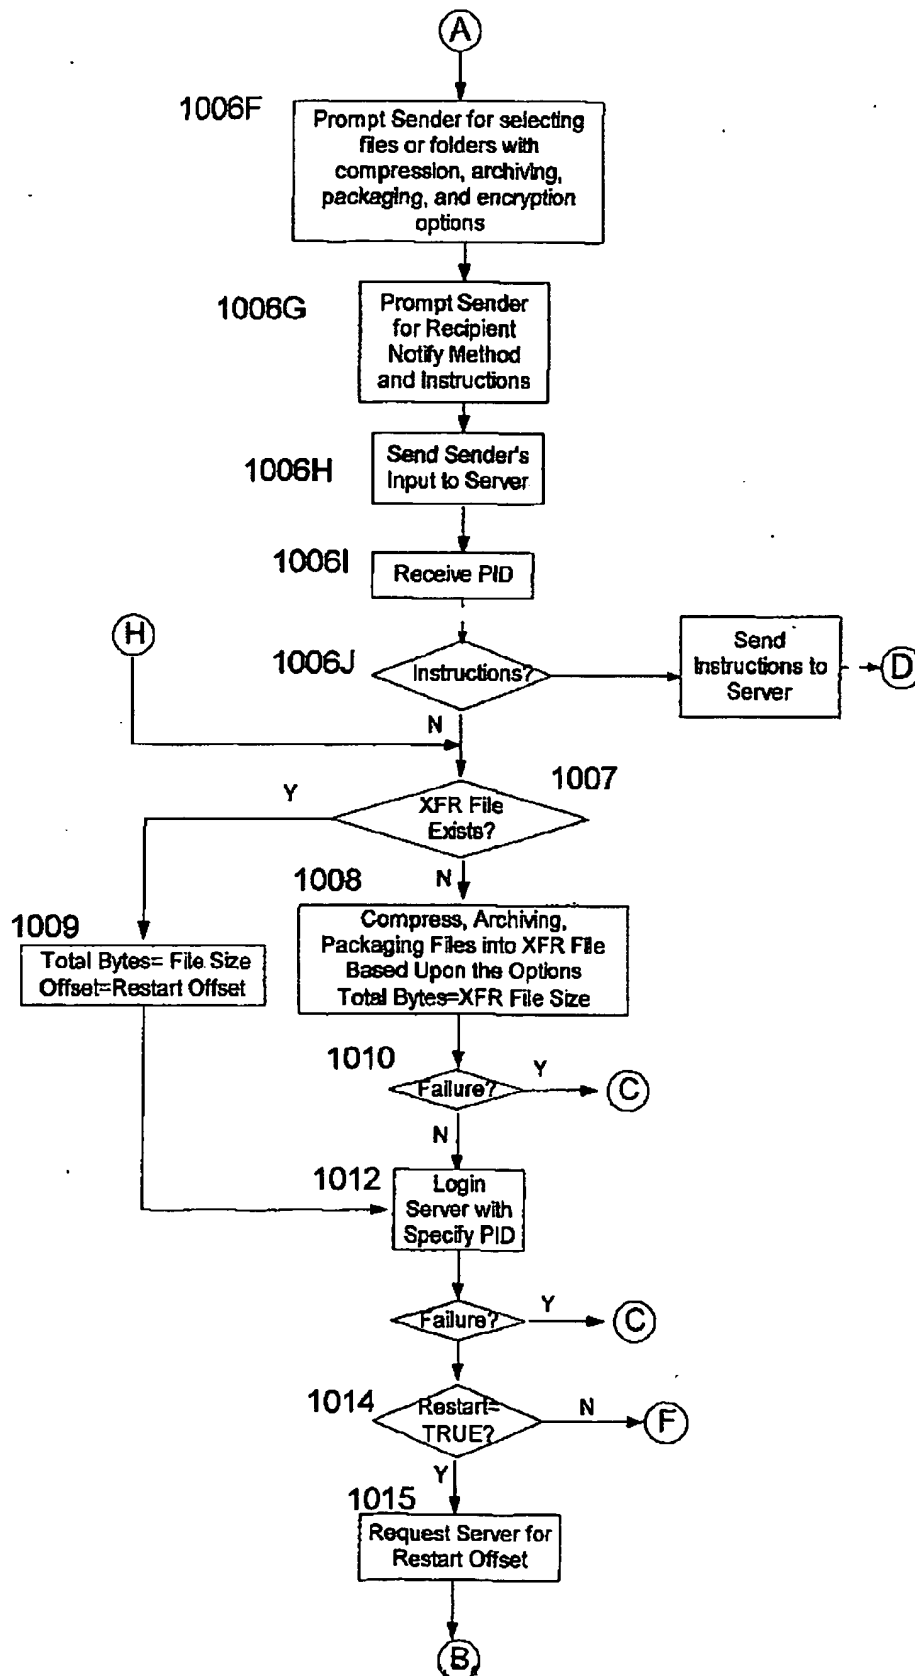 A
1006F
Prompt Sender for selecting
files or folders with
compression, archiving,
packaging, and encryption
options
1006G
Prompt Sender
for Recipient
Notify Method
and Instructions
1006H
Send Sender's
Input to Server
1006I
Receive PID
H
1006J
Instructions?
Send
Instructions to
Server
D
N
1007
Y
XFR File
Exists?
N
1008
Compress, Archiving,
Packaging Files into XFR File
Based Upon the Options
Total Bytes=XFR File Size
1009
Total Bytes= File Size
Offset=Restart Offset
1010
Failure?
Y
C
N
1012
Login
Server with
Specify PID
Failure?
Y
C
1014
Restart=
TRUE?
N
F
Y
1015
Request Server for
Restart Offset
B